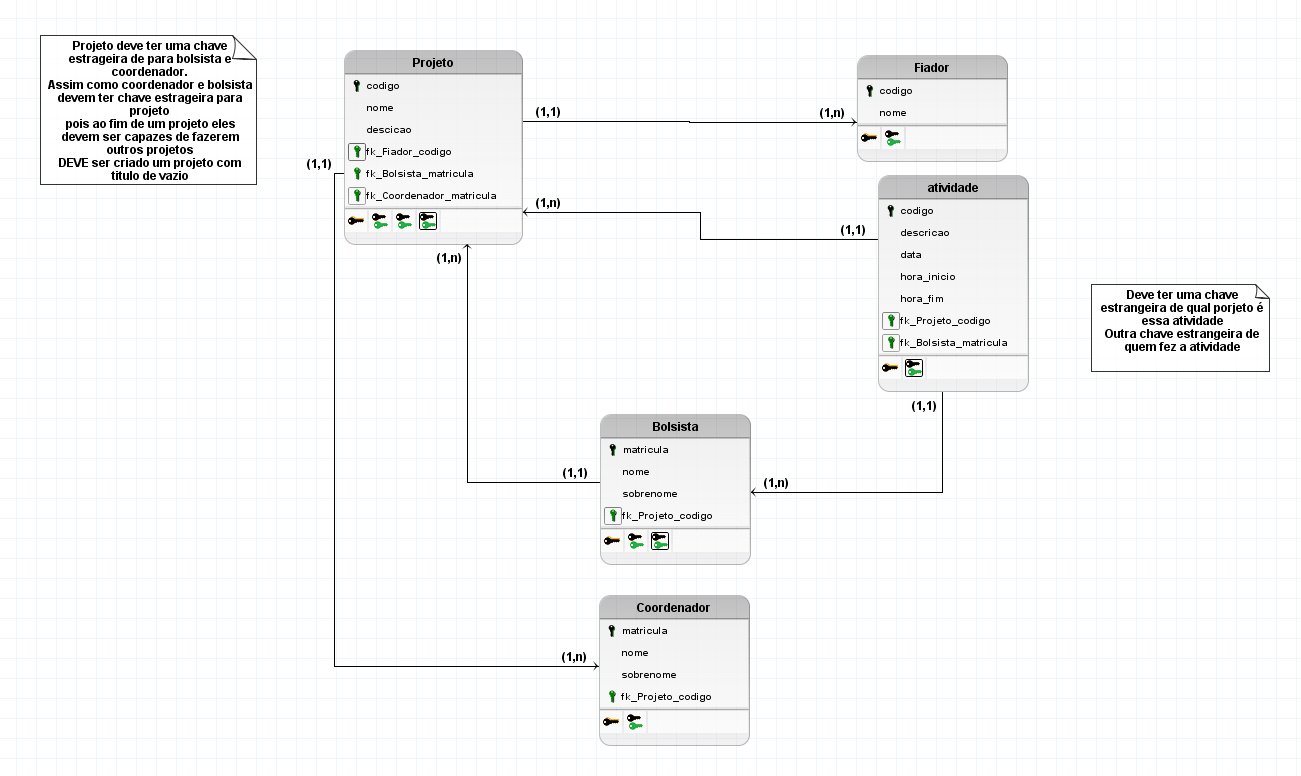 Projeto deve ter uma chave
estrageira de para bolsista e
coordenador.
Assim como coordenador e bolsista
devem ter chave estrageira para
projeto
pois ao fim de um projeto eles
devem ser capazes de fazerem
outros projetos
DEVE ser criado um projeto com
titulo de vazio
Projeto
codigo
nome
descicao
fk_Fiador_codigo
fk_Bolsista_matricula
fk_Coordenador_matricula
(1,1)
(1,n)
Fiador
codigo
nome
(1,1)
(1,n)
(1,1)
(1,n)
atividade
codigo
descricao
data
hora_inicio
hora_fim
fk_Projeto_codigo
fk_Bolsista_matricula
Deve ter uma chave
estrangeira de qual porjeto é
essa atividade
Outra chave estrangeira de
quem fez a atividade
(1,1)
Bolsista
matricula
nome
sobrenome
fk_Projeto_codigo
(1,1)
(1,n)
Coordenador
matricula
nome
sobrenome
fk_Projeto_codigo
(1,n)